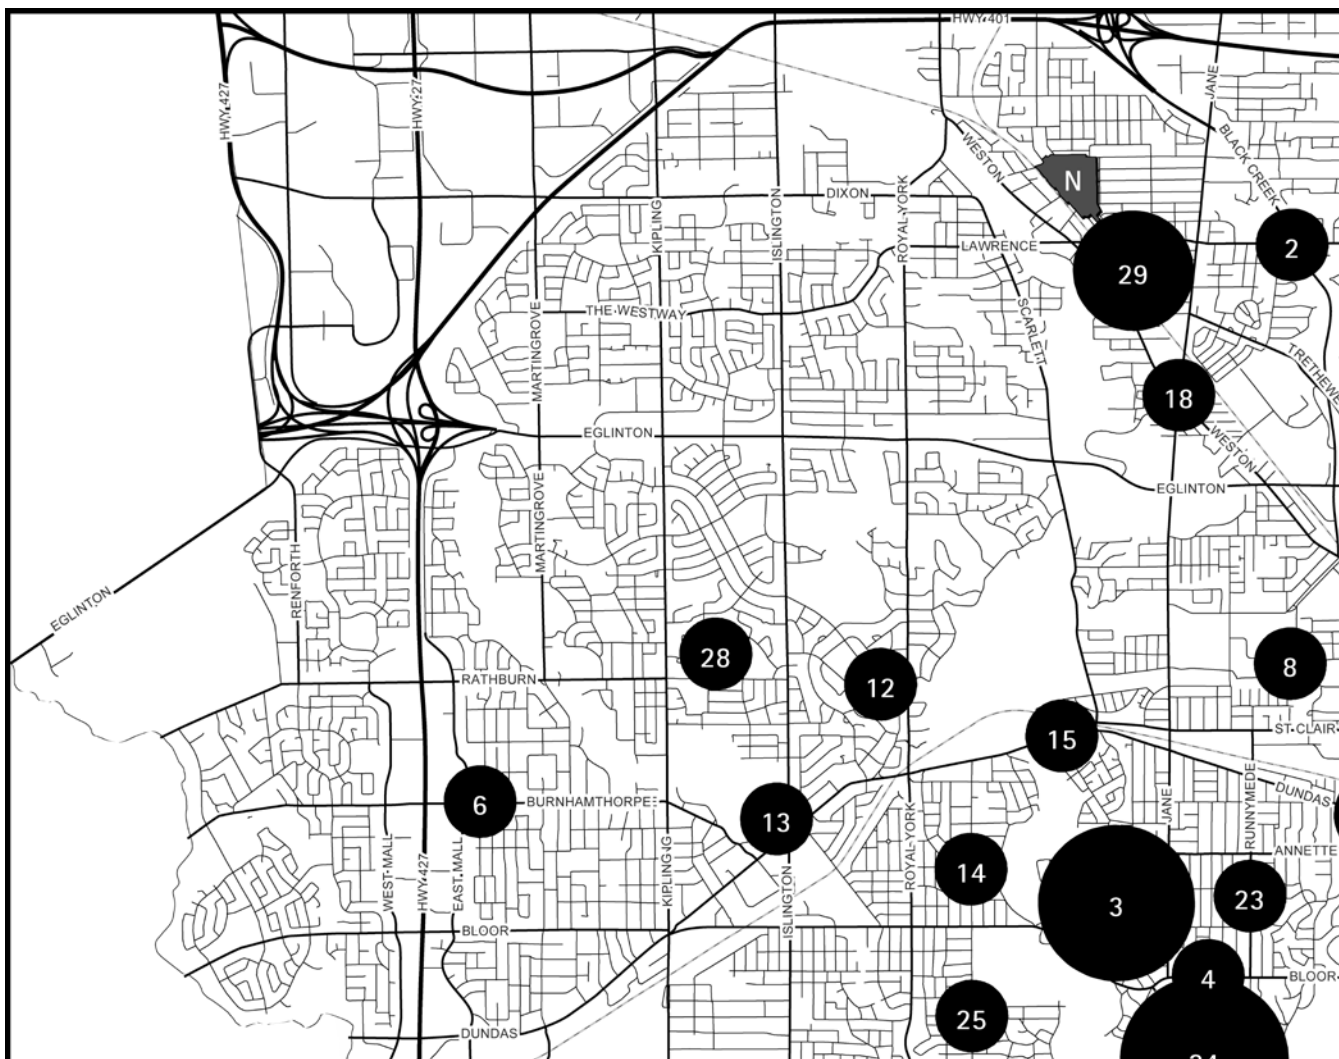 HWY 401
HWY 427
HWY 27
JANE
WESTON
BLACK CREEK
N
DIXON
KIPLING
ISLINGTON
ROYAL YORK
LAWRENCE
2
29
THE WESTWAY
MARTINGROVE
SCARLETT
18
EGLINTON
WESTON
MARTINGROVE
EGLINTON
RENFORTH
EGLINTON
28
12
8
RATHBURN
15
ST CLAIR
6
BURNHAMTHORPE
13
JANE
RUNNYMEDE
DUNDAS
ROYAL YORK
ANNETTE
WEST MALL
HWY 427
EAST MALL
ISLINGTON
14
3
23
BLOOR
4
BLOOR
25
DUNDAS